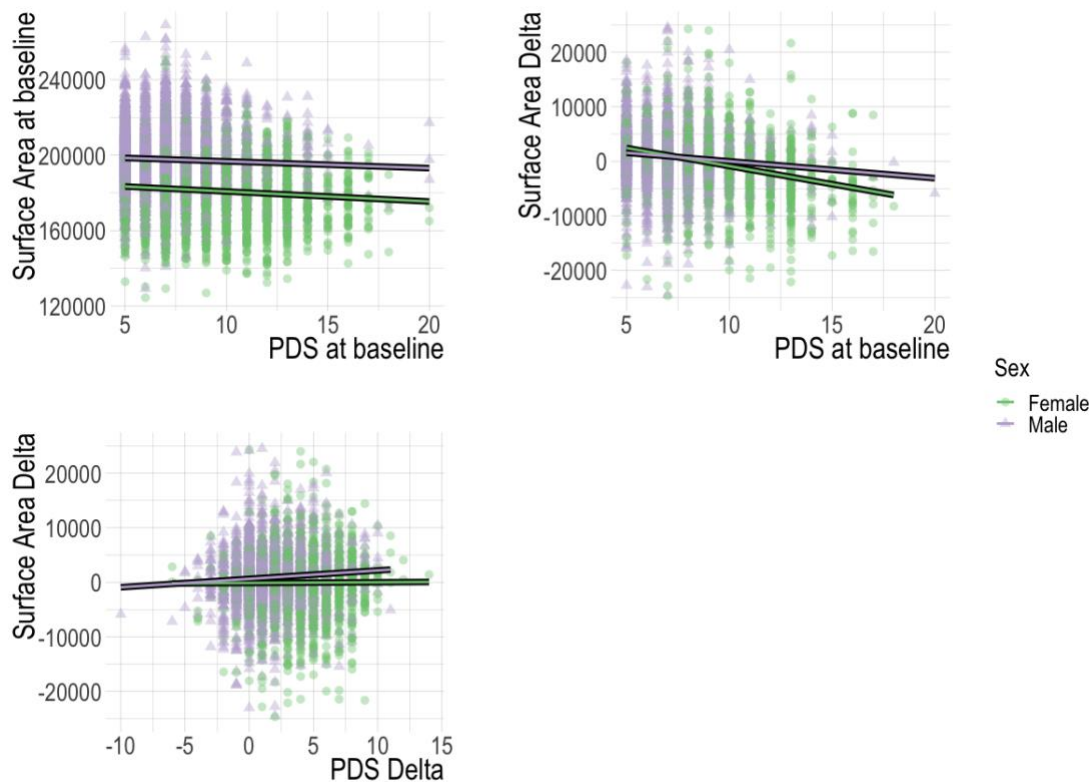 Surface Area at baseline
240000
200000
160000
120000
5 10 15 20
PDS at baseline
Surface Area Delta
20000
10000
0
-10000
-20000
5 10 15 20
PDS at baseline
Sex
Female
Male
Surface Area Delta
20000
10000
0
-10000
-20000
-10 -5 0 5 10 15
PDS Delta